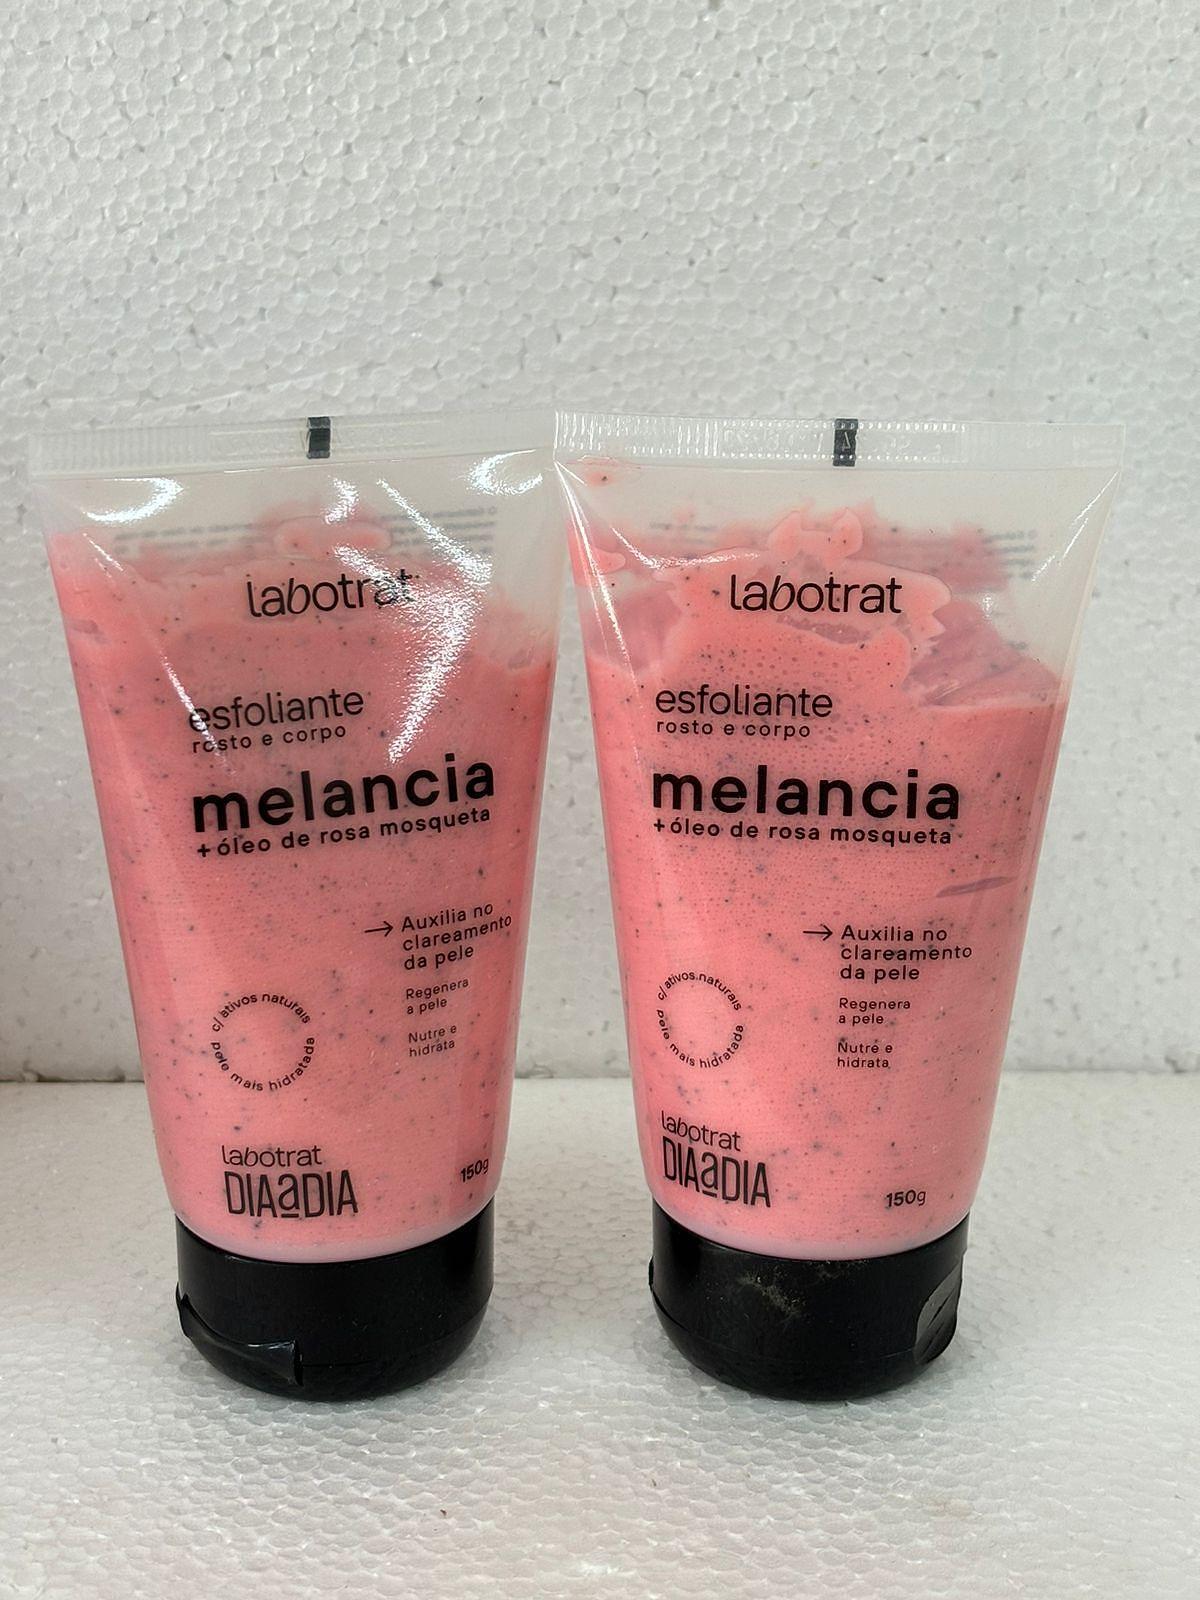 labotrat
esfoliante
rosto e corpo
melancia
+ óleo de rosa mosqueta
→ Auxilia no
clareamento
da pele
Regenera
a pele
Nutre e
hidrata
c/ ativos naturais
pele mais hidratada
labotrat
DIAaDIA
150g
labotrat
esfoliante
rosto e corpo
melancia
+ óleo de rosa mosqueta
→ Auxilia no
clareamento
da pele
Regenera
a pele
Nutre e
hidrata
c/ ativos naturais
pele mais hidratada
labotrat
DIAaDIA
150g